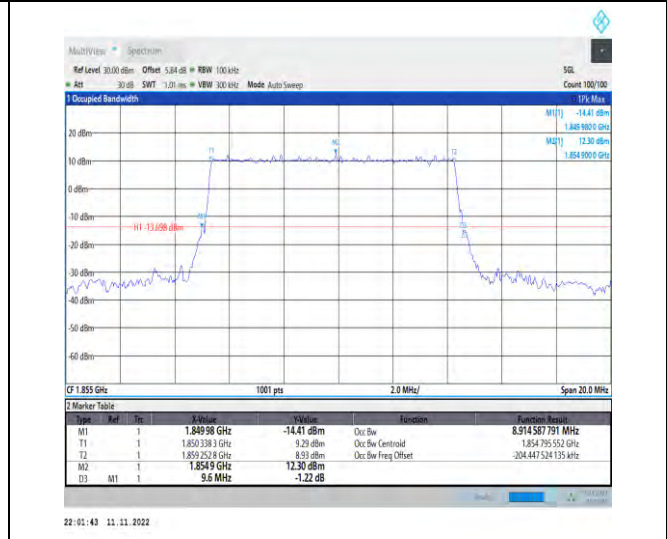 MultiView Spectrum
Ref Level 30.00 dBm Offset 5.84 dB RBW 100 kHz SGL
Att 30 dB SWT 1.01 ms VBW 300 kHz Mode Auto Sweep Count 100/100
1 Occupied Bandwidth 1Pk Max
M1[1] -14.41 dBm
1.849 980 0 GHz
M2[1] 12.30 dBm
1.854 900 0 GHz
20 dBm
T1 M2 T2
10 dBm
0 dBm
-10 dBm
H1 -13.698 dBm
-20 dBm
-30 dBm
-40 dBm
-50 dBm
-60 dBm
CF 1.855 GHz 1001 pts 2.0 MHz/ Span 20.0 MHz
2 Marker Table
Type Ref Trc X-Value Y-Value Function Function Result
M1 1 1.849 98 GHz -14.41 dBm Occ Bw 8.914 587 791 MHz
T1 1 1.850 338 3 GHz 9.29 dBm Occ Bw Centroid 1.854 795 552 GHz
T2 1 1.859 252 8 GHz 8.93 dBm Occ Bw Freq Offset -204.447 524 135 kHz
M2 1 1.854 9 GHz 12.30 dBm
D3 M1 1 9.6 MHz -1.22 dB
22:01:43 11.11.2022